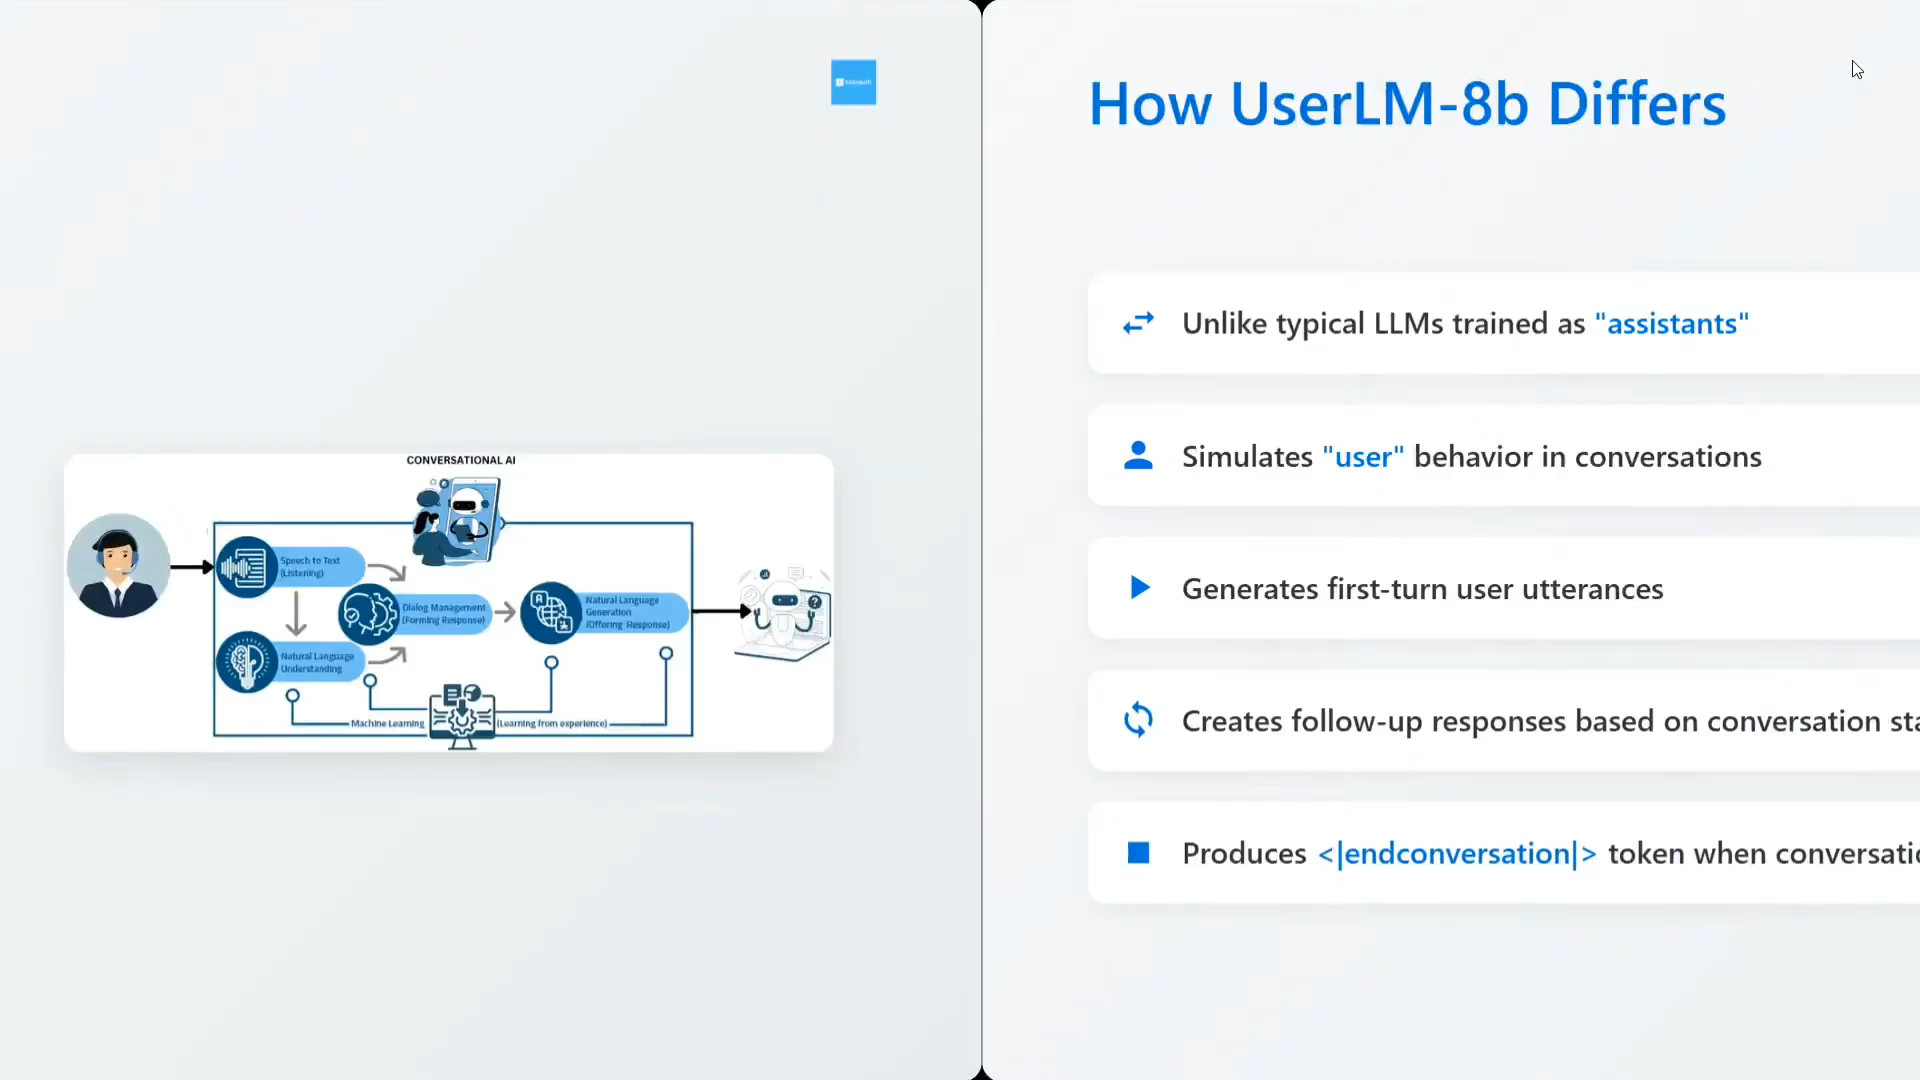 CONVERSATIONAL AI
Speech to Text
(Listening)
Dialog Management
(Forming Response)
Natural Language
Generation
(Offering Response)
Natural Language
Understanding
Machine Learning
(Learning from experience)
How UserLM-8b Differs
Unlike typical LLMs trained as "assistants"
Simulates "user" behavior in conversations
Generates first-turn user utterances
Creates follow-up responses based on conversation sta
Produces <|endconversation|> token when conversatio